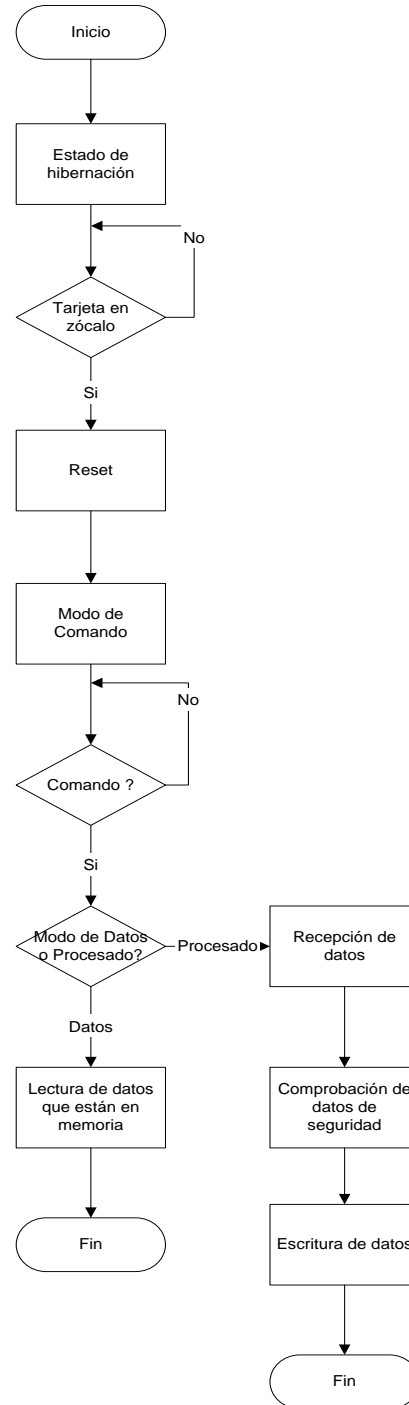 Inicio
Estado de
hibernación
No
Tarjeta en
zócalo
Si
Reset
Modo de
Comando
No
Comando ?
Si
Modo de Datos
o Procesado?
Procesado
Recepción de
datos
Datos
Lectura de datos
que están en
memoria
Comprobación de
datos de
seguridad
Fin
Escritura de datos
Fin